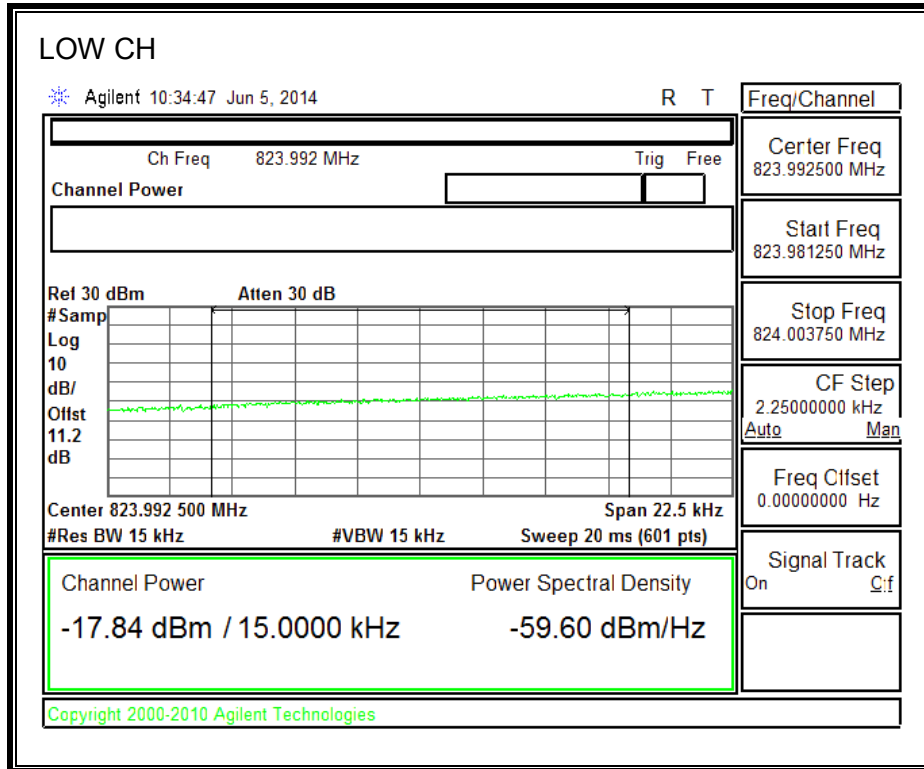 LOW CH
Agilent 10:34:47 Jun 5, 2014 R T
Freq/Channel
Ch Freq 823.992 MHz Trig Free
Channel Power
Center Freq
823.992500 MHz
Start Freq
823.981250 MHz
Stop Freq
824.003750 MHz
CF Step
2.25000000 kHz
Auto Man
Freq Offset
0.00000000 Hz
Signal Track
On Off
Ref 30 dBm Atten 30 dB
#Samp
Log
10
dB/
Offst
11.2
dB
Center 823.992 500 MHz Span 22.5 kHz
#Res BW 15 kHz #VBW 15 kHz Sweep 20 ms (601 pts)
Channel Power Power Spectral Density
-17.84 dBm / 15.0000 kHz -59.60 dBm/Hz
Copyright 2000-2010 Agilent Technologies